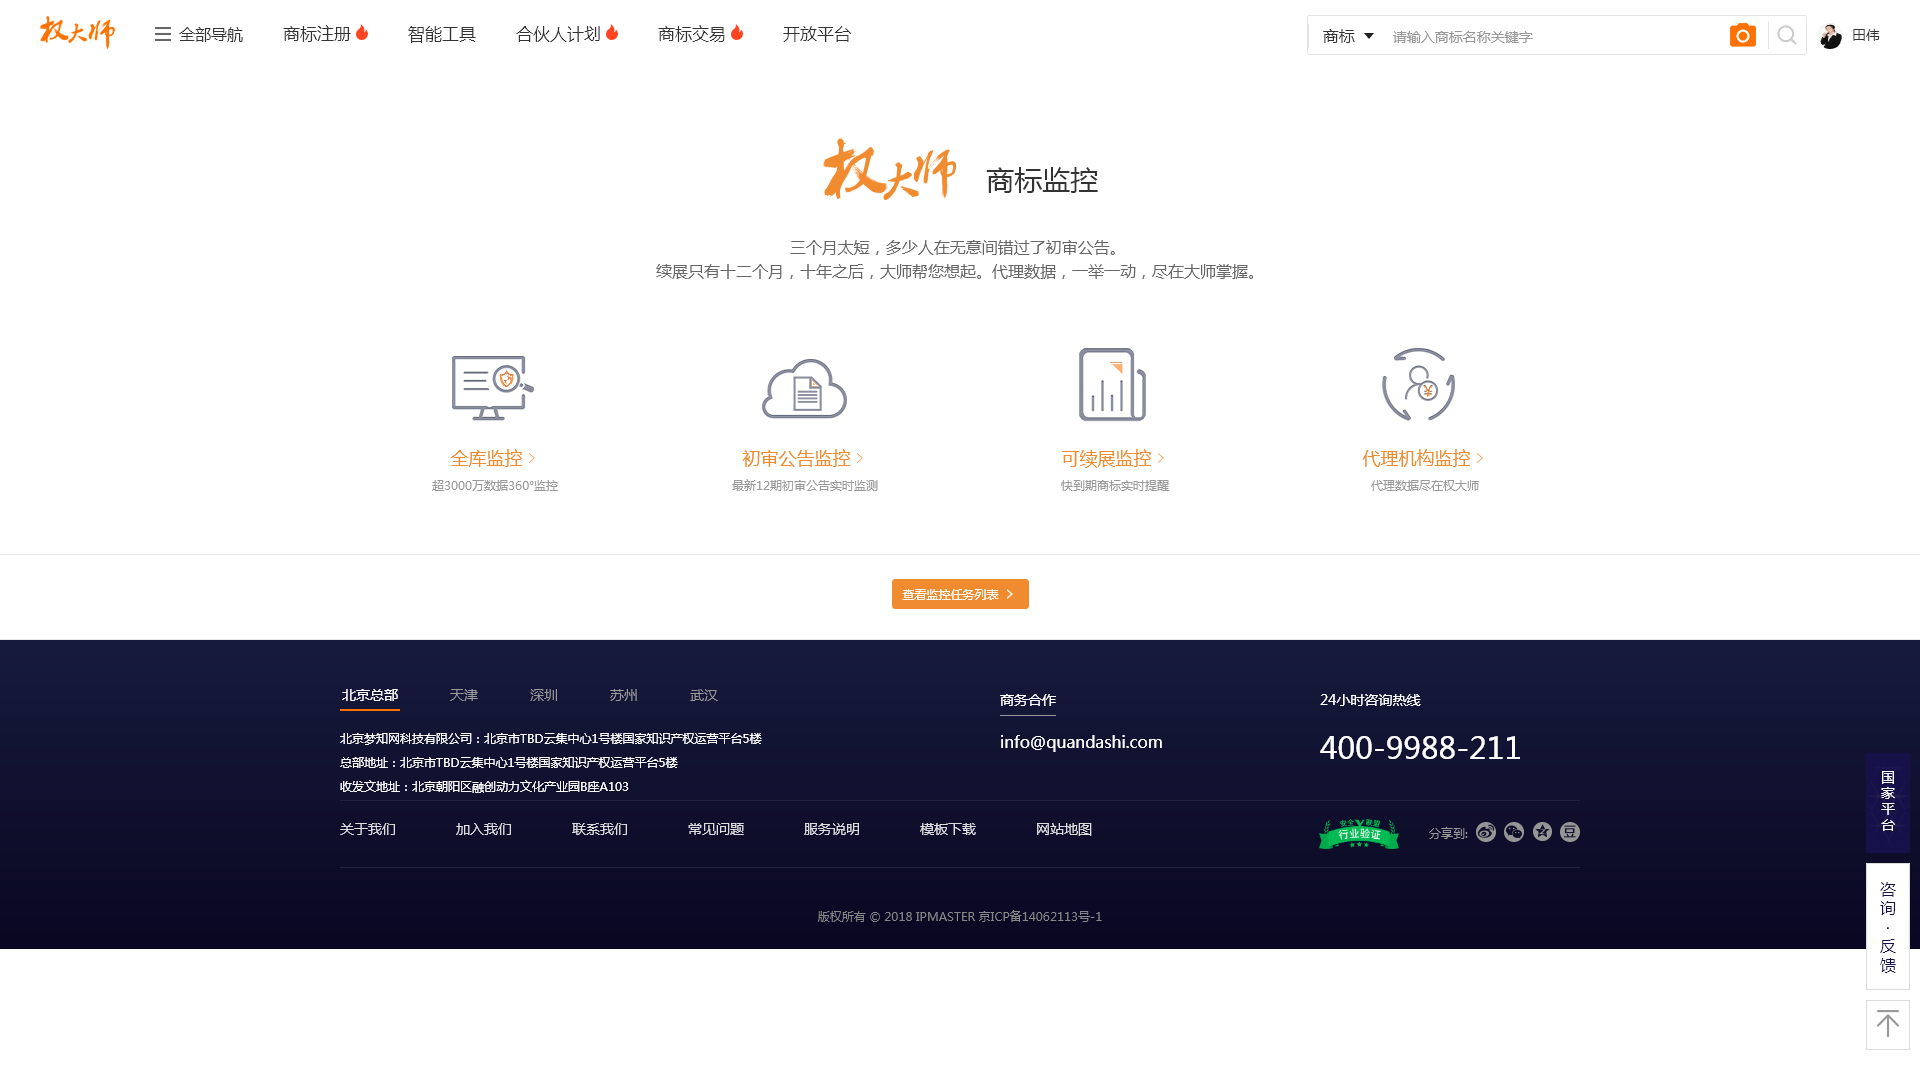 权大师 全部导航 商标注册 智能工具 合伙人计划 商标交易 开放平台 商标 请输入商标名称关键字 田伟
权大师 商标监控
三个月太短，多少人在无意间错过了初审公告。
续展只有十二个月，十年之后，大师帮您想起。代理数据，一举一动，尽在大师掌握。
¥
全库监控 初审公告监控 可续展监控 代理机构监控
超3000万数据360°监控 最新12期初审公告实时监测 快到期商标实时提醒 代理数据尽在权大师
查看监控任务列表
北京总部 天津 深圳 苏州 武汉 商务合作 24小时咨询热线
北京梦知网科技有限公司：北京市TBD云集中心1号楼国家知识产权运营平台5楼
info@quandashi.com
400-9988-211
总部地址：北京市TBD云集中心1号楼国家知识产权运营平台5楼
收发文地址：北京朝阳区融创动力文化产业园B座A103
关于我们 加入我们 联系我们 常见问题 服务说明 模板下载 网站地图
安全V联盟
行业验证
分享到: 豆
版权所有 © 2018 IPMASTER 京ICP备14062113号-1
国家平台
咨询·反馈